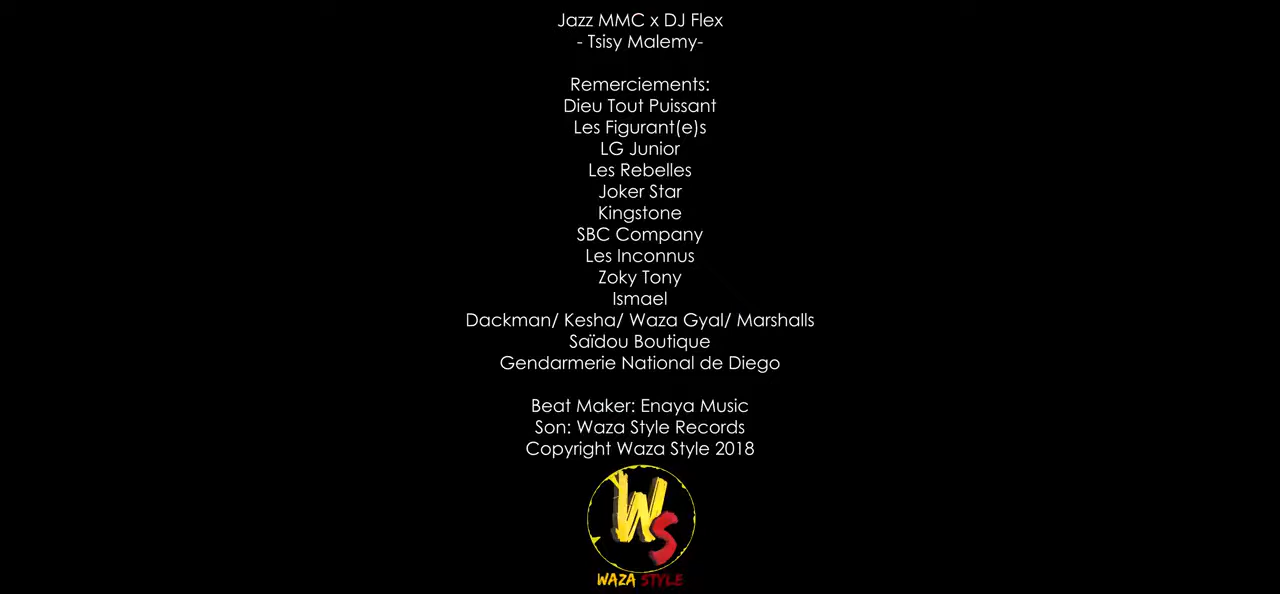 Jazz MMC x DJ Flex
- Tsisy Malemy-
Remerciements:
Dieu Tout Puissant
Les Figurant(e)s
LG Junior
Les Rebelles
Joker Star
Kingstone
SBC Company
Les Inconnus
Zoky Tony
Ismael
Dackman/ Kesha/ Waza Gyal/ Marshalls
Saïdou Boutique
Gendarmerie National de Diego
Beat Maker: Enaya Music
Son: Waza Style Records
Copyright Waza Style 2018
WS
WAZA STYLE